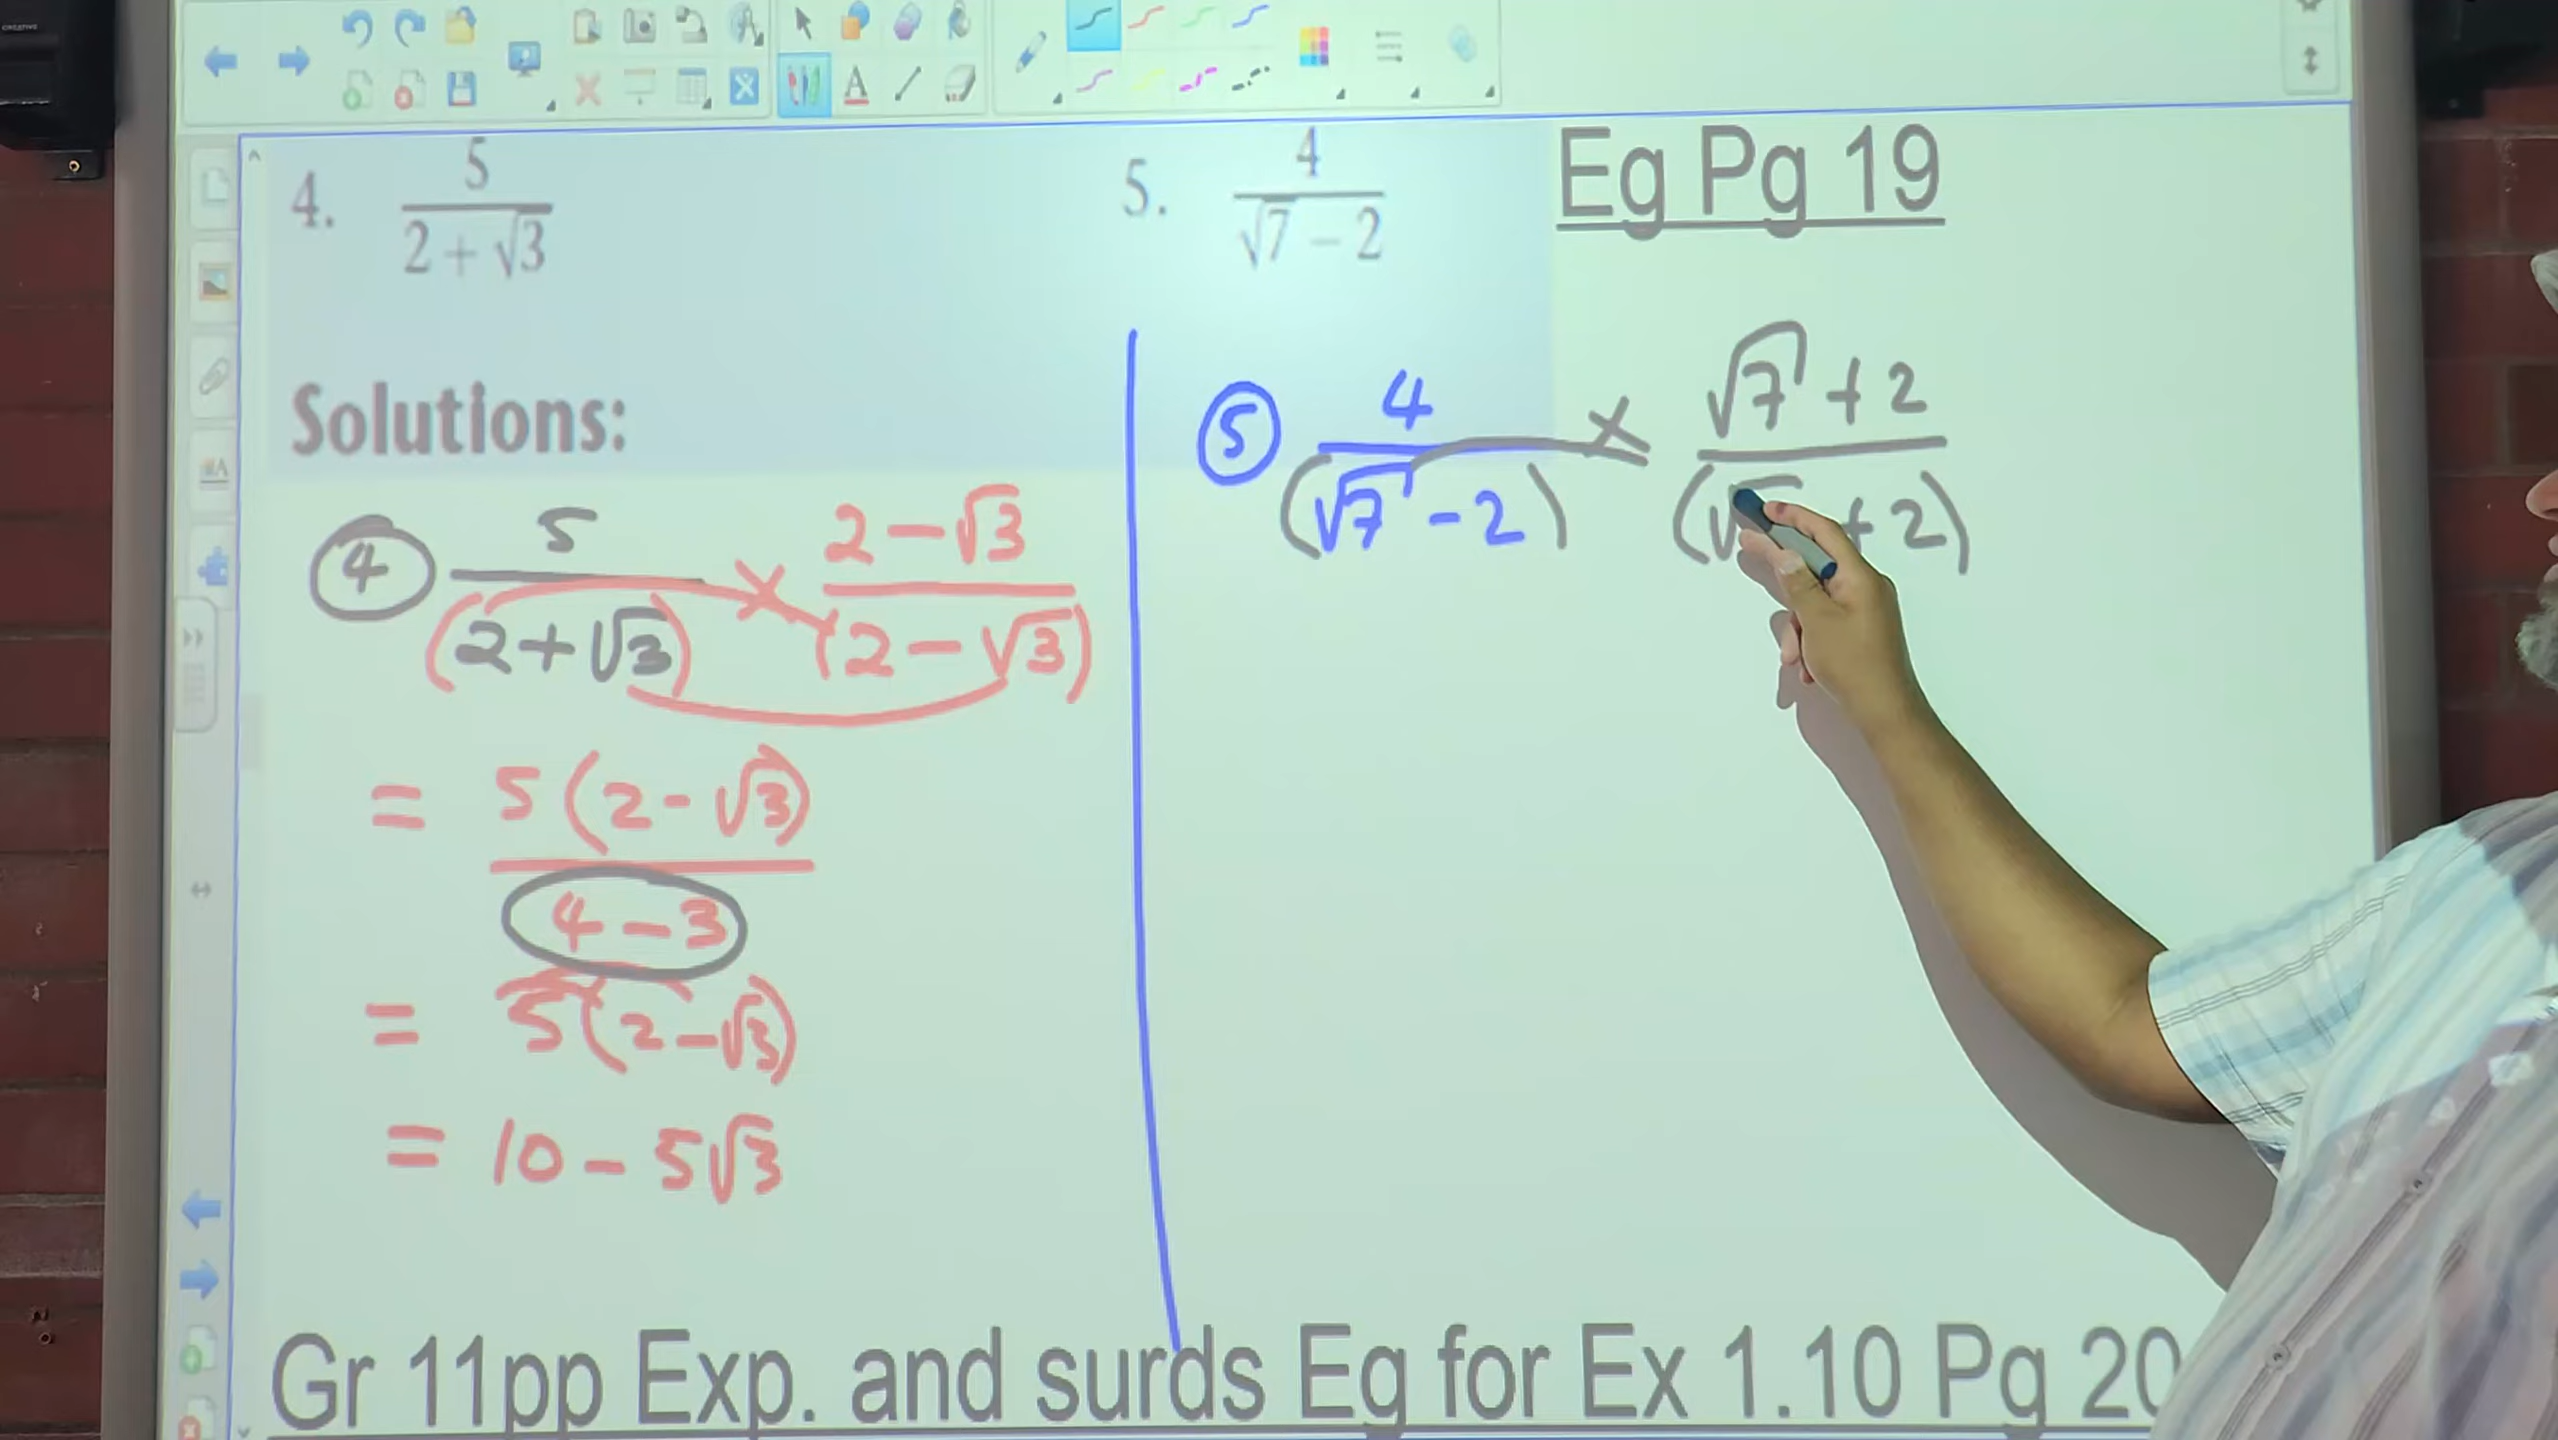 4. 5/(2 + √3)
5. 4/(√7 – 2)
Eg Pg 19
Solutions:
④ 5/(2 + √3) × (2 – √3)/(2 – √3)
= 5(2 – √3)/(4 – 3)
= 5(2 – √3)
= 10 – 5√3
⑤ 4/(√7 – 2) × (√7 + 2)/(√ + 2)
Gr 11pp Exp. and surds Eg for Ex 1.10 Pg 20